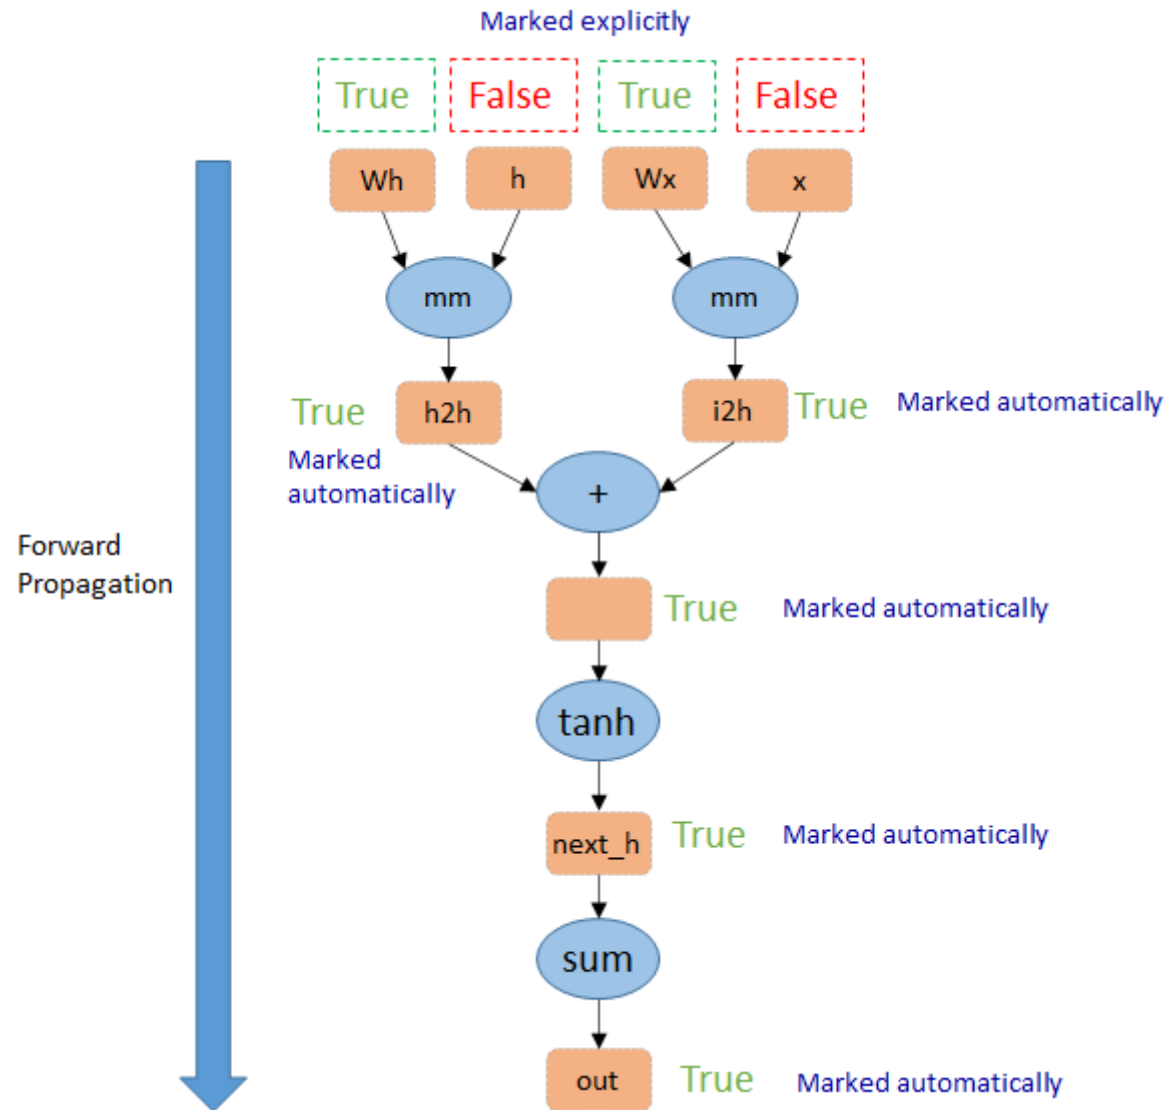 Marked explicitly
True False True False
Wh h Wx x
mm mm
True h2h i2h True Marked automatically
Marked
automatically
+
Forward
Propagation
True Marked automatically
tanh
next_h True Marked automatically
sum
out True Marked automatically